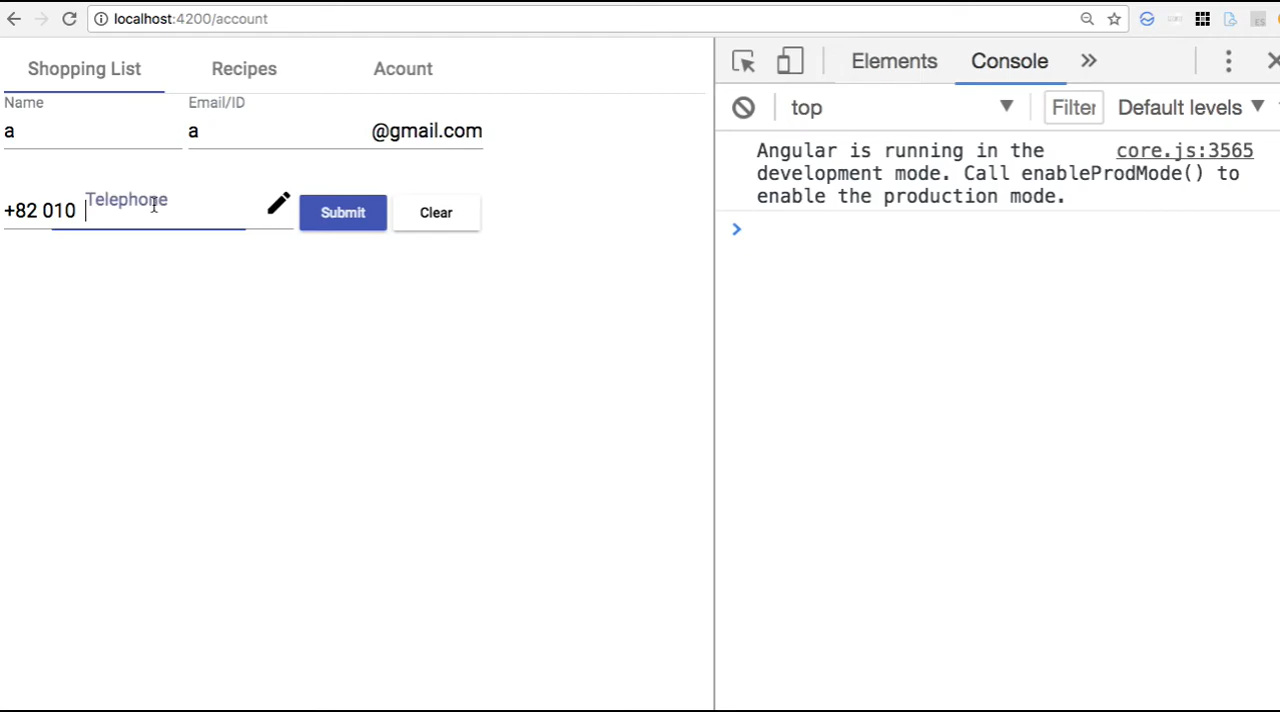 localhost:4200/account
Shopping List Recipes Acount
Name Email/ID
a a @gmail.com
Telephone
+82 010 Submit Clear
Elements Console »
top Filter Default levels
Angular is running in the core.js:3565
development mode. Call enableProdMode() to
enable the production mode.